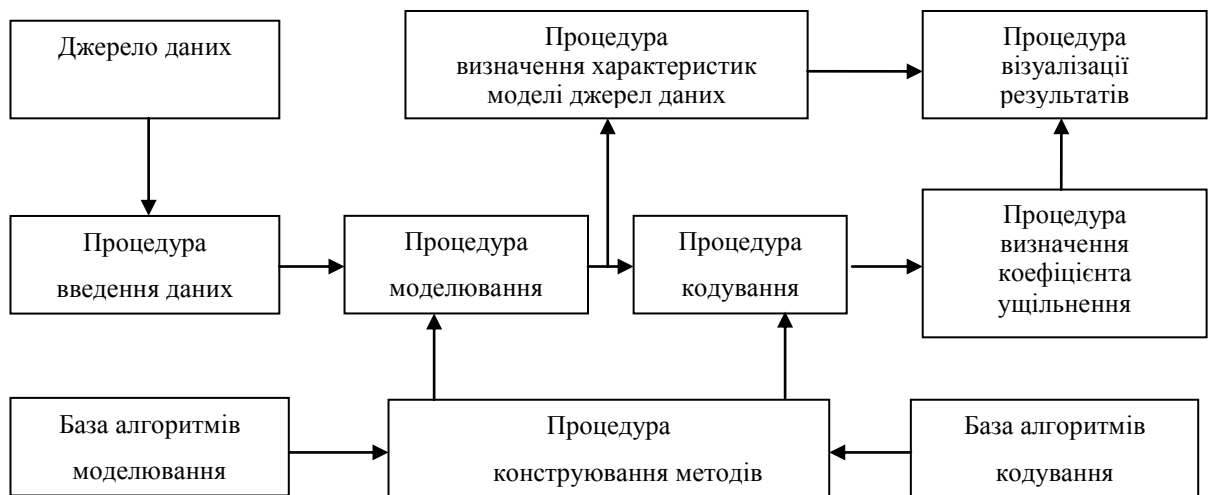 Джерело даних
Процедура
визначення характеристик
моделі джерел даних
Процедура
візуалізації
результатів
Процедура
введення даних
Процедура
моделювання
Процедура
кодування
Процедура
визначення
коефіцієнта
ущільнення
База алгоритмів
моделювання
Процедура
конструювання методів
База алгоритмів
кодування